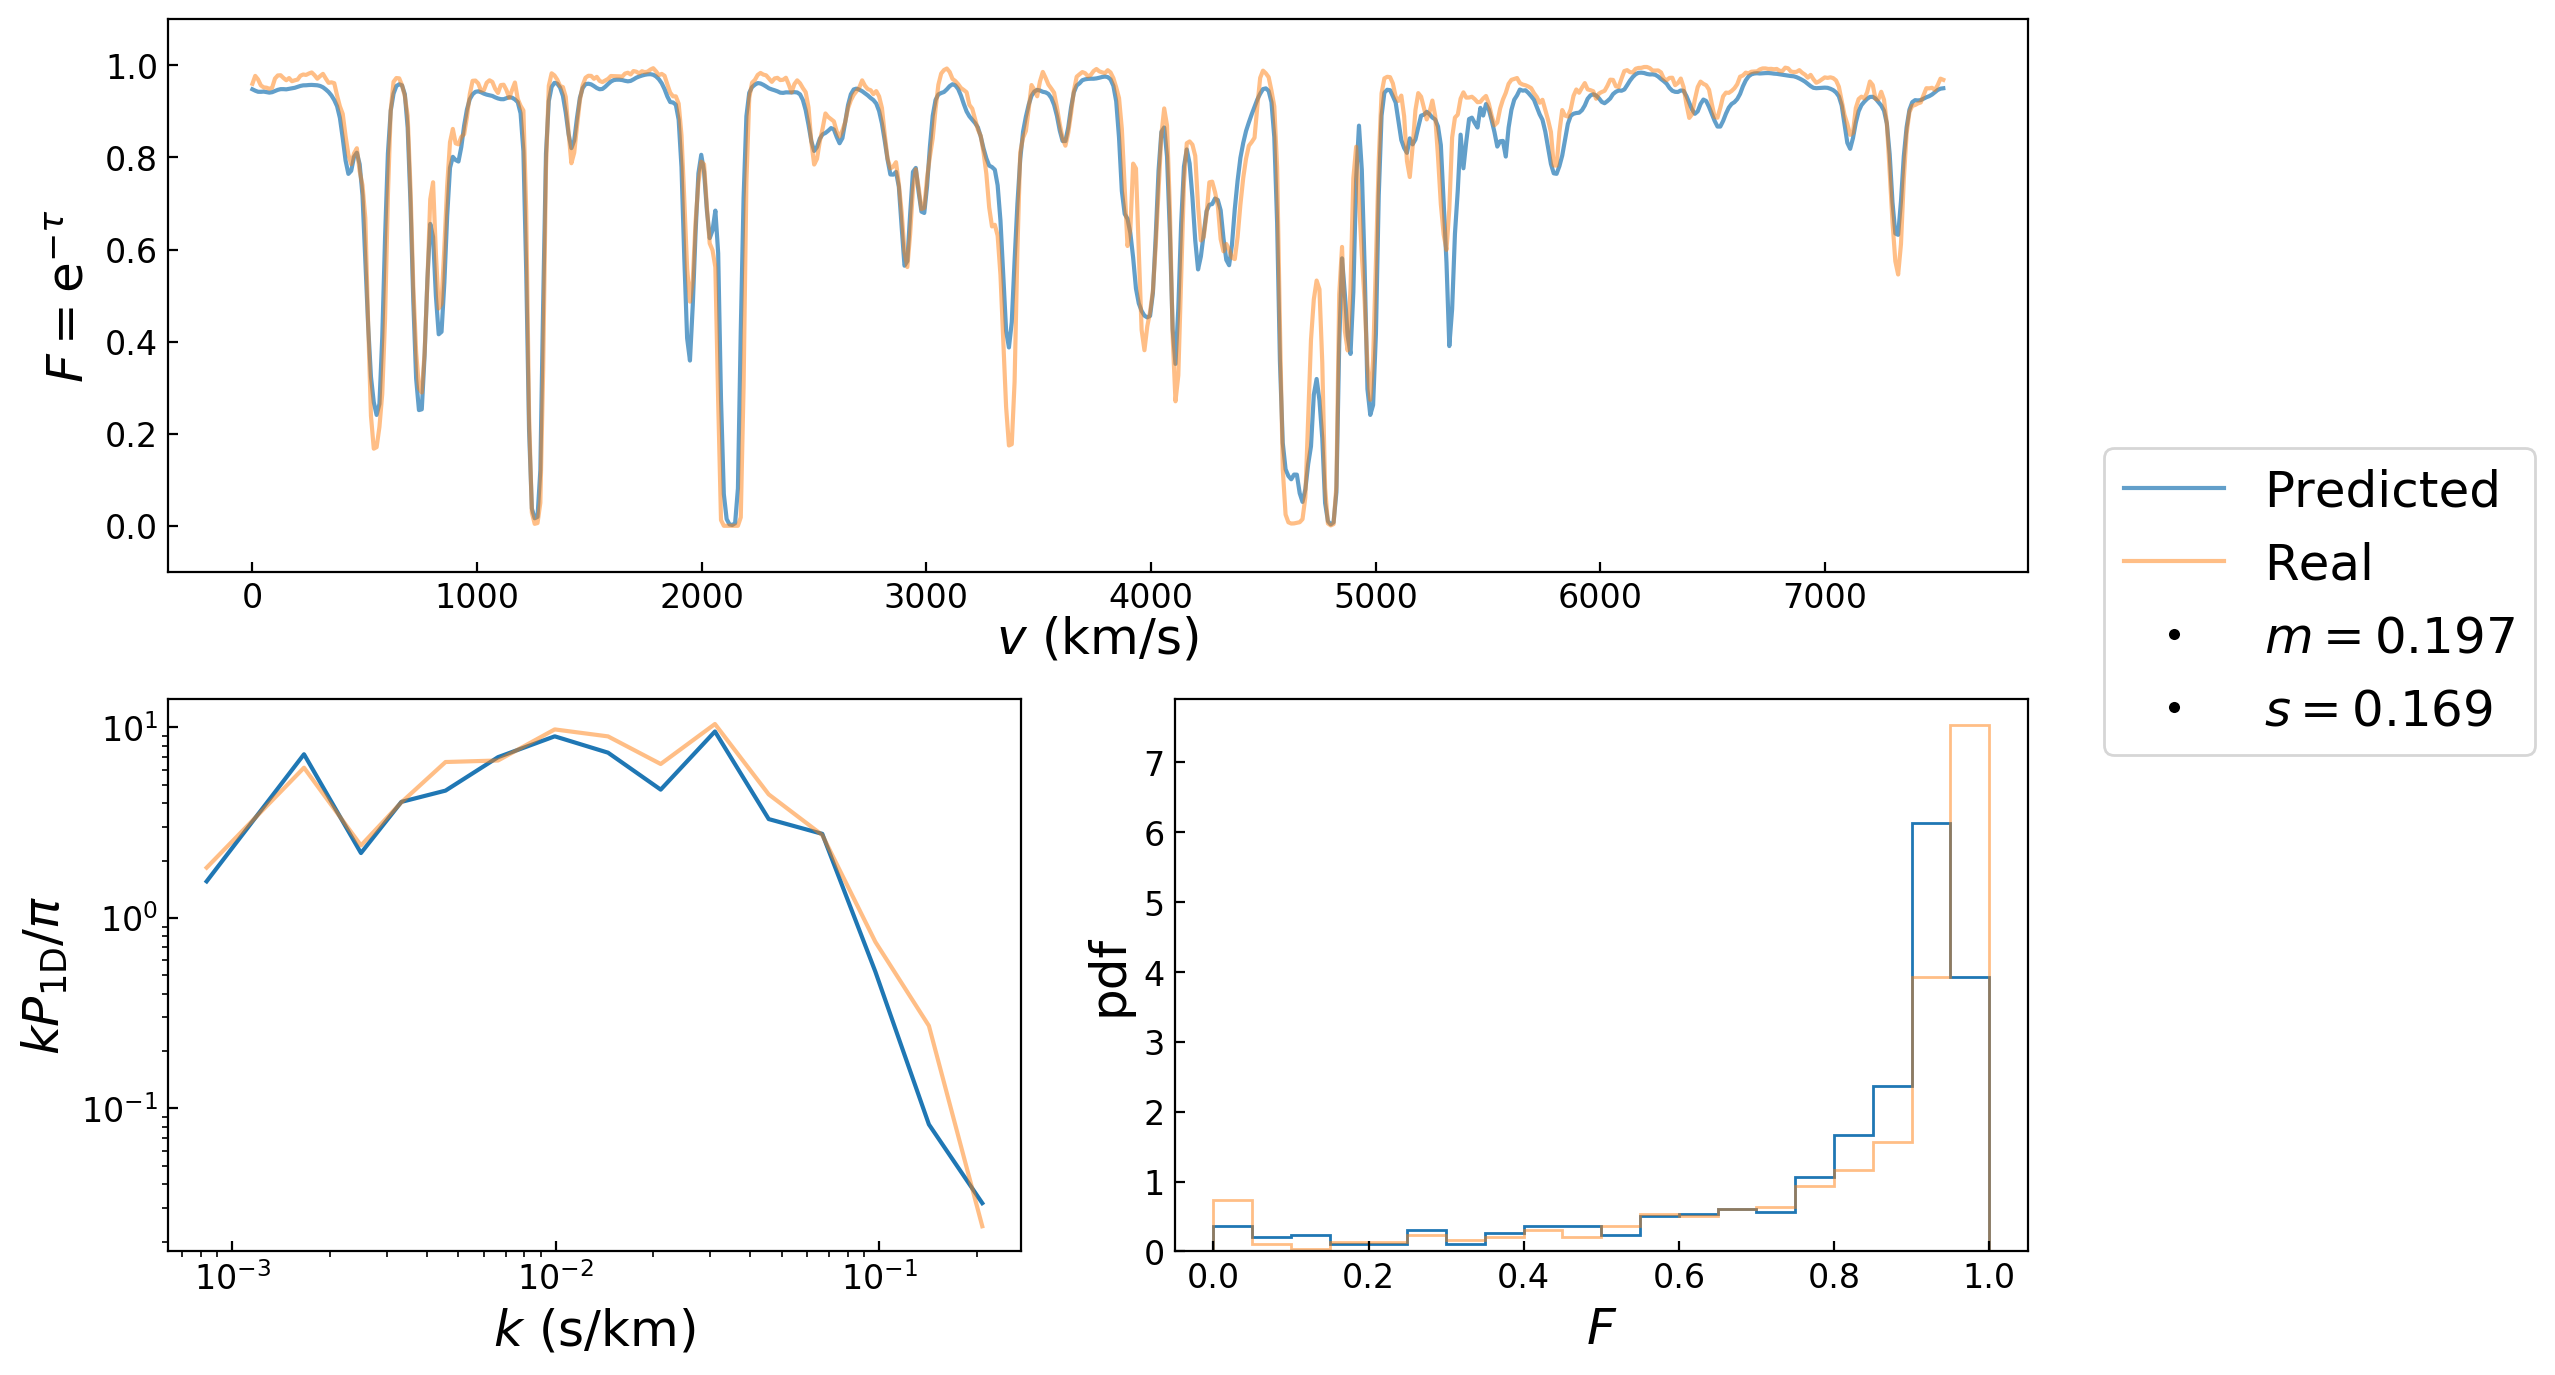 1.0
0.8
0.6
0.4
0.2
0.0
F = e^{−τ}
0 1000 2000 3000 4000 5000 6000 7000
v (km/s)
Predicted
Real
m = 0.197
s = 0.169
10^1
10^0
10^{−1}
kP_{1D}/π
10^{−3} 10^{−2} 10^{−1}
k (s/km)
7
6
5
4
3
2
1
0
pdf
0.0 0.2 0.4 0.6 0.8 1.0
F